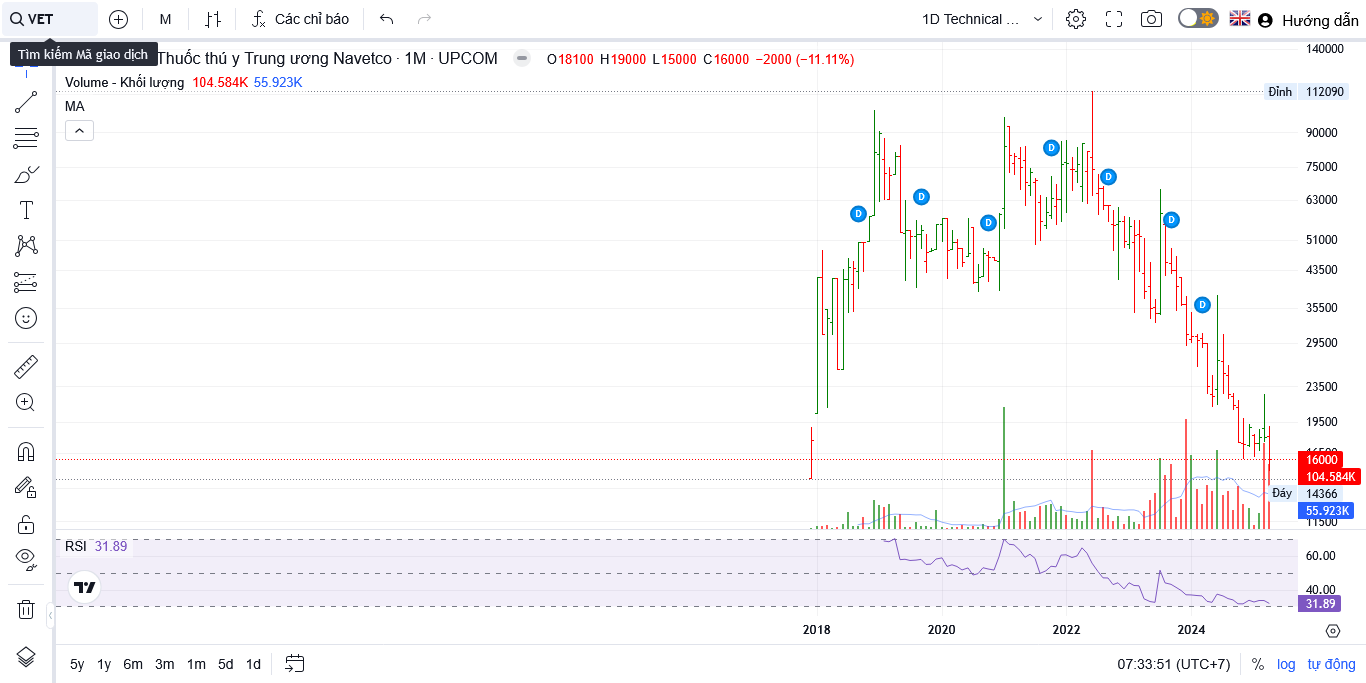 VET
M
Các chỉ báo
1D Technical ...
Hướng dẫn
Tìm kiếm Mã giao dịch
Thuốc thú y Trung ương Navetco · 1M · UPCOM
O18100 H19000 L15000 C16000 −2000 (−11.11%)
Volume - Khối lượng 104.584K 55.923K
MA
140000
Đỉnh 112090
90000
75000
63000
51000
43500
35500
29500
23500
19500
16000
104.584K
Đáy 14366
55.923K
11500
D
D
D
D
D
D
D
RSI 31.89
60.00
40.00
31.89
2018 2020 2022 2024
5y 1y 6m 3m 1m 5d 1d
07:33:51 (UTC+7) % log tự động